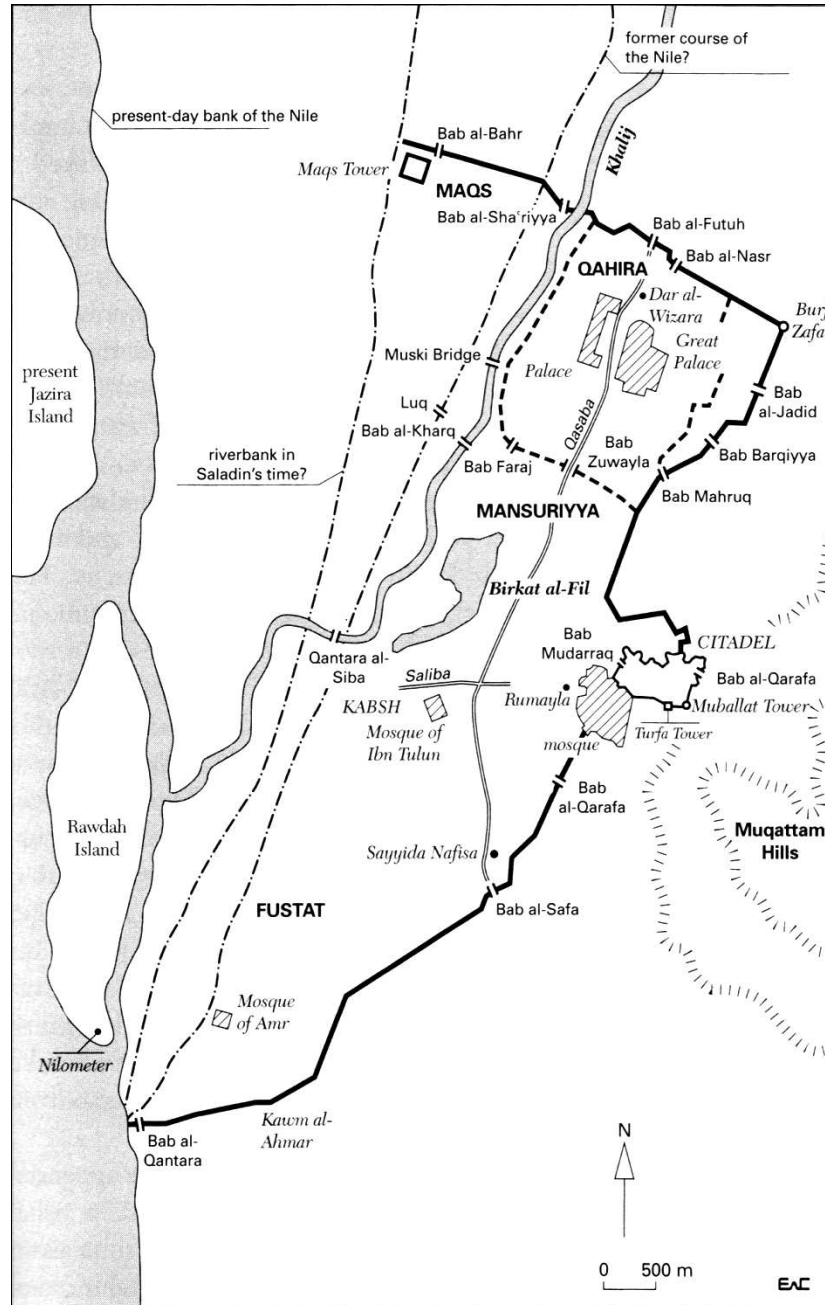 former course of
the Nile?
present-day bank of the Nile
Bab al-Bahr
Khalij
Maqs Tower
MAQS
Bab al-Shaʿriyya
Bab al-Futuh
Bab al-Nasr
QAHIRA
Dar al-
Wizara
Burj
Zafa
Great
Palace
present
Jazira
Island
Muski Bridge
Palace
Luq
Bab al-Kharq
Qasaba
Bab
al-Jadid
riverbank in
Saladin's time?
Bab Faraj
Bab
Zuwayla
Bab Barqiyya
Bab Mahruq
MANSURIYYA
Birkat al-Fil
Qantara al-
Siba
Bab
Mudarraq
CITADEL
Saliba
Bab al-Qarafa
KABSH
Rumayla
Muballat Tower
Mosque of
Ibn Tulun
Turfa Tower
mosque
Bab
al-Qarafa
Rawdah
Island
Muqattam
Hills
Sayyida Nafisa
FUSTAT
Bab al-Safa
Mosque
of Amr
Nilometer
Kawm al-
Ahmar
Bab al-
Qantara
N
0 500 m